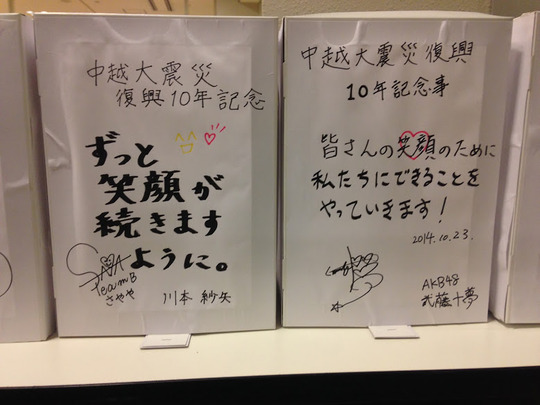 中越大震災
復興10年記念
ずっと
笑顔が
続きます
ように。
TeamB
さやや
川本 紗矢
中越大震災復興
10年記念事
皆さんの笑顔のために
私たちにできることを
やっていきます!
2014.10.23.
AKB48
武藤十夢